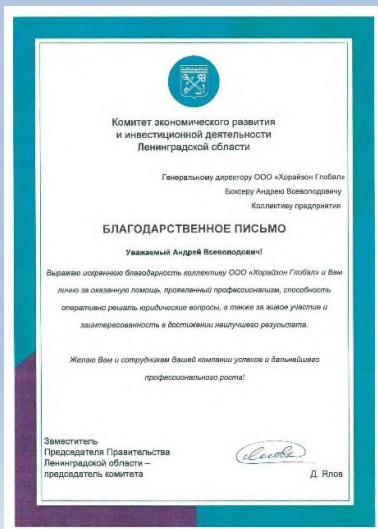 Комитет экономического развития
и инвестиционной деятельности
Ленинградской области
Генеральному директору ООО «Хорайзон Глобал»
Боксеру Андрею Всеволодовичу
Коллективу предприятия
БЛАГОДАРСТВЕННОЕ ПИСЬМО
Уважаемый Андрей Всеволодович!
Выражаю искреннюю благодарность коллективу ООО «Хорайзон Глобал» и Вам
лично за оказанную помощь, проявленный профессионализм, способность
оперативно решать юридические вопросы, а также за живое участие и
заинтересованность в достижении наилучшего результата.
Желаю Вам и сотрудникам Вашей компании успехов и дальнейшего
профессионального роста!
Заместитель
Председателя Правительства
Ленинградской области –
председатель комитета
Д. Ялов